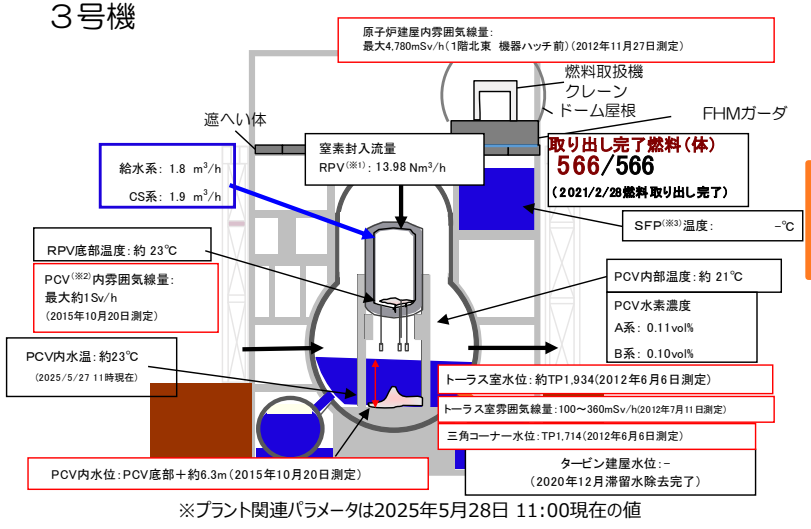 3号機
原子炉建屋内雰囲気線量:
最大4,780mSv/h(1階北東 機器ハッチ前)(2012年11月27日測定)
燃料取扱機
クレーン
ドーム屋根
FHMガーダ
遮へい体
窒素封入流量
RPV(※1): 13.98 Nm³/h
取り出し完了燃料(体)
566/566
(2021/2/28燃料取り出し完了)
給水系: 1.8 m³/h
CS系: 1.9 m³/h
SFP(※3)温度: -℃
RPV底部温度: 約 23℃
PCV(※2)内雰囲気線量:
最大約1Sv/h
(2015年10月20日測定)
PCV内部温度: 約 21℃
PCV水素濃度
A系: 0.11vol%
B系: 0.10vol%
PCV内水温: 約23℃
(2025/5/27 11時現在)
トーラス室水位: 約TP1,934(2012年6月6日測定)
トーラス室雰囲気線量: 100～360mSv/h(2012年7月11日測定)
三角コーナー水位: TP1,714(2012年6月6日測定)
PCV内水位: PCV底部+約6.3m(2015年10月20日測定)
タービン建屋水位: -
(2020年12月滞留水除去完了)
※プラント関連パラメータは2025年5月28日 11:00現在の値